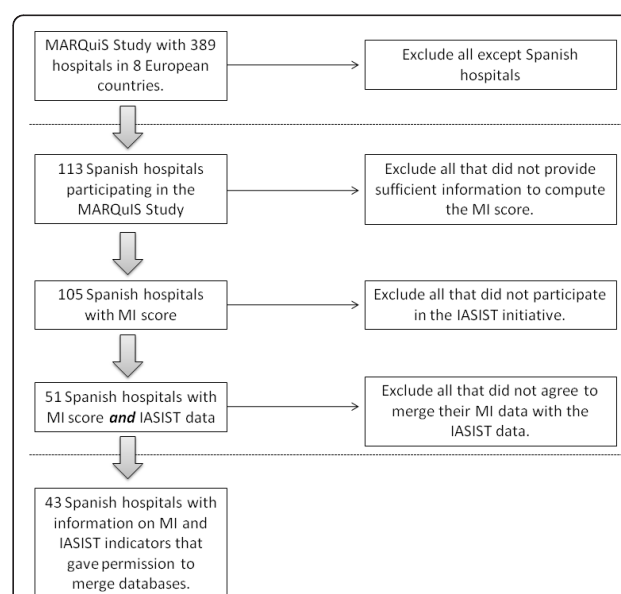 MARQuiS Study with 389
hospitals in 8 European
countries.
Exclude all except Spanish
hospitals
113 Spanish hospitals
participating in the
MARQuIS Study
Exclude all that did not provide
sufficient information to compute
the MI score.
105 Spanish hospitals
with MI score
Exclude all that did not participate
in the IASIST initiative.
51 Spanish hospitals with
MI score and IASIST data
Exclude all that did not agree to
merge their MI data with the
IASIST data.
43 Spanish hospitals with
information on MI and
IASIST indicators that
gave permission to
merge databases.